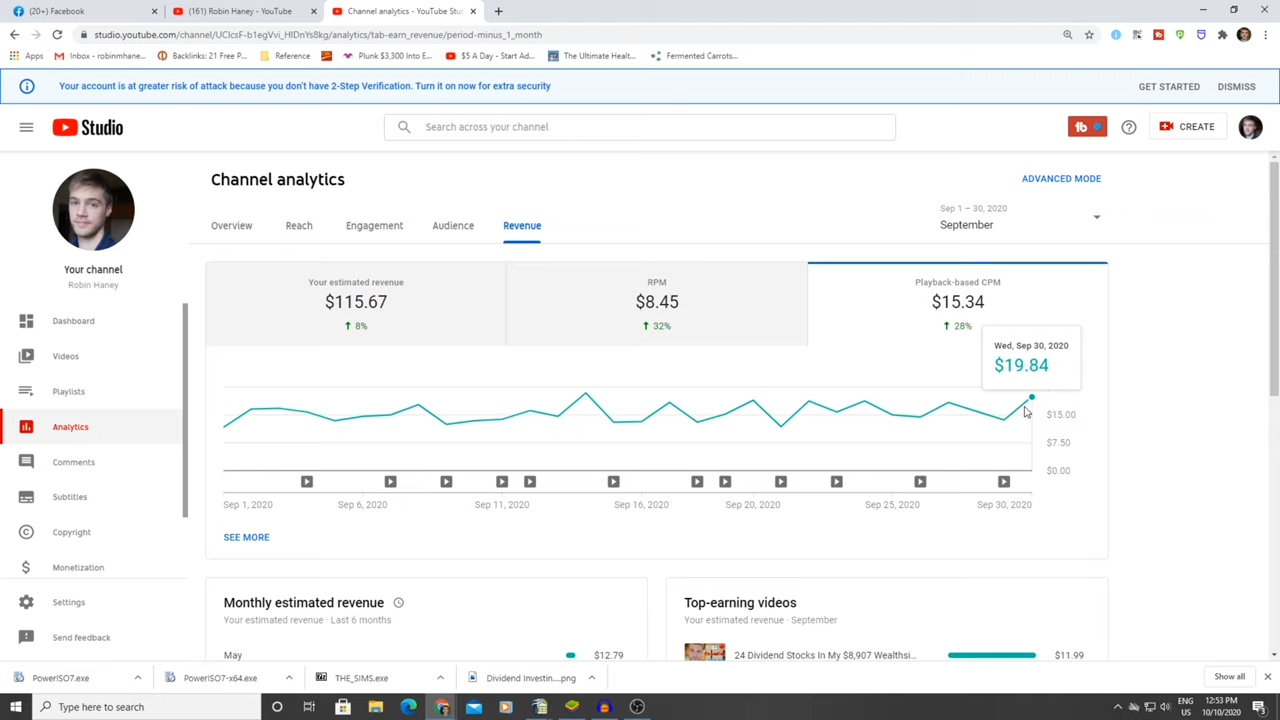 (20+) Facebook
(161) Robin Haney - YouTube
Channel analytics - YouTube Stu
studio.youtube.com/channel/UCIcsF-b1egVvi_HIDnYs8kg/analytics/tab-earn_revenue/period-minus_1_month
Apps
Inbox - robinmhane...
Backlinks: 21 Free P...
Reference
Plunk $3,300 Into E...
$5 A Day - Start Ad...
The Ultimate Healt...
Fermented Carrots...
Your account is at greater risk of attack because you don't have 2-Step Verification. Turn it on now for extra security
GET STARTED
DISMISS
Studio
Search across your channel
tb
CREATE
Channel analytics
ADVANCED MODE
Overview
Reach
Engagement
Audience
Revenue
Sep 1 – 30, 2020
September
Your channel
Robin Haney
Dashboard
Videos
Playlists
Analytics
Comments
Subtitles
Copyright
Monetization
Settings
Send feedback
Your estimated revenue
$115.67
8%
RPM
$8.45
32%
Playback-based CPM
$15.34
28%
Wed, Sep 30, 2020
$19.84
$15.00
$7.50
$0.00
Sep 1, 2020
Sep 6, 2020
Sep 11, 2020
Sep 16, 2020
Sep 20, 2020
Sep 25, 2020
Sep 30, 2020
SEE MORE
Monthly estimated revenue
Your estimated revenue · Last 6 months
May
$12.79
Top-earning videos
Your estimated revenue · September
24 Dividend Stocks In My $8,907 Wealthsi...
$11.99
PowerISO7.exe
PowerISO7-x64.exe
THE_SIMS.exe
Dividend Investin....png
Show all
Type here to search
ENG
US
12:53 PM
10/10/2020
3